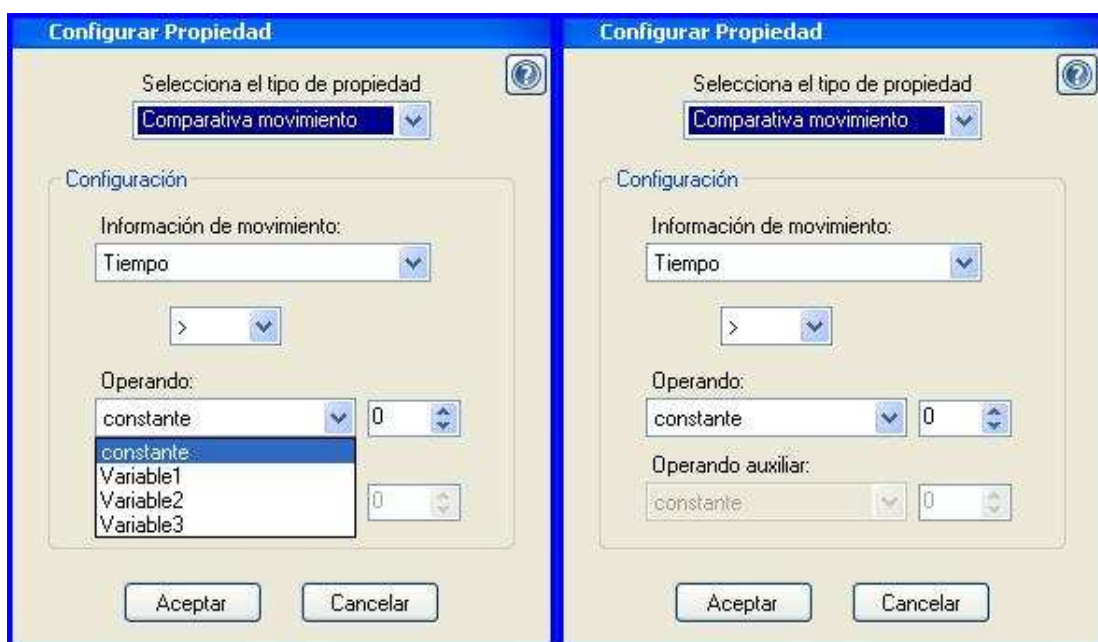 Configurar Propiedad
Selecciona el tipo de propiedad
Comparativa movimiento
Configuración
Información de movimiento:
Tiempo
>
Operando:
constante 0
constante
Variable1
Variable2
Variable3
0
Aceptar Cancelar
Configurar Propiedad
Selecciona el tipo de propiedad
Comparativa movimiento
Configuración
Información de movimiento:
Tiempo
>
Operando:
constante 0
Operando auxiliar:
constante 0
Aceptar Cancelar